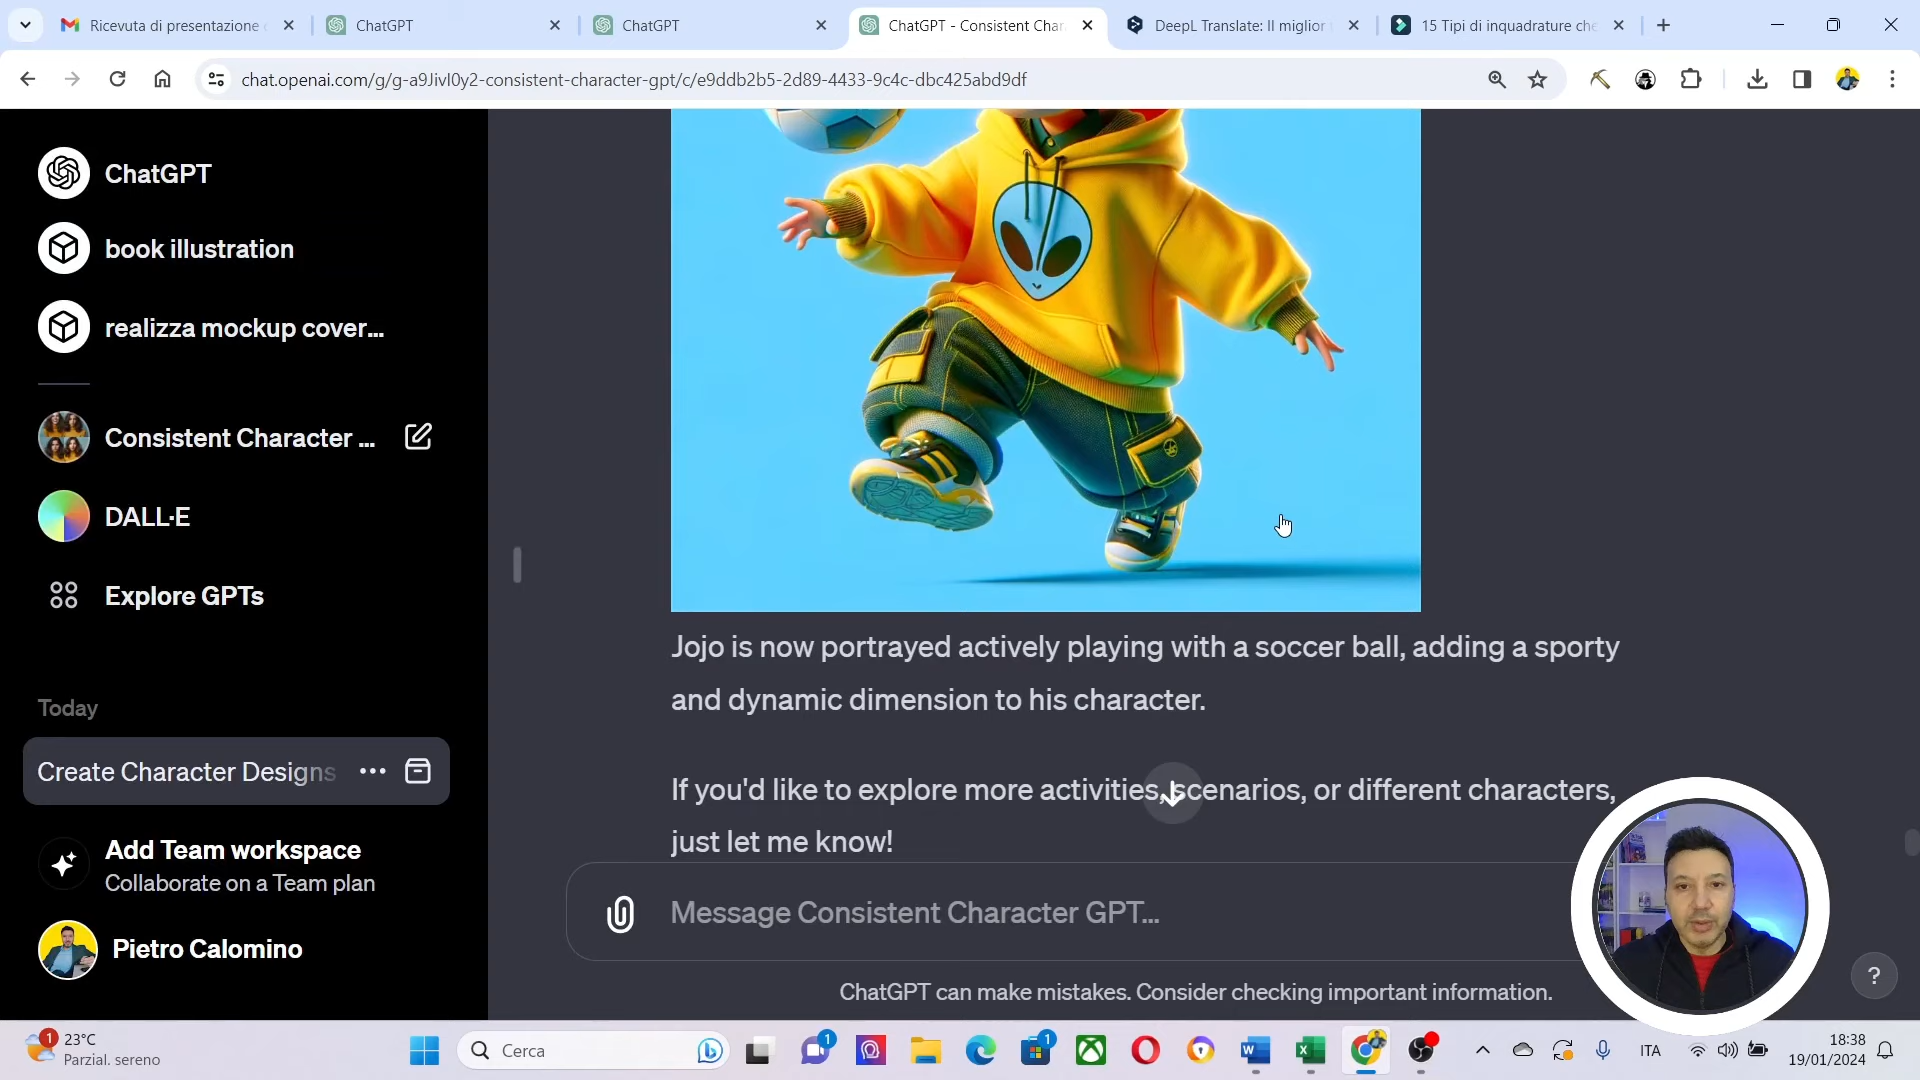 Ricevuta di presentazione
ChatGPT
ChatGPT
ChatGPT - Consistent Char
DeepL Translate: Il miglior
15 Tipi di inquadrature che
chat.openai.com/g/g-a9JivI0y2-consistent-character-gpt/c/e9ddb2b5-2d89-4433-9c4c-dbc425abd9df
ChatGPT
book illustration
realizza mockup cover...
Consistent Character ...
DALL·E
Explore GPTs
Today
Create Character Designs
Add Team workspace
Collaborate on a Team plan
Pietro Calomino
Jojo is now portrayed actively playing with a soccer ball, adding a sporty
and dynamic dimension to his character.
If you'd like to explore more activities, scenarios, or different characters,
just let me know!
Message Consistent Character GPT...
ChatGPT can make mistakes. Consider checking important information.
?
1
23°C
Parzial. sereno
Cerca
1
1
ITA
18:38
19/01/2024